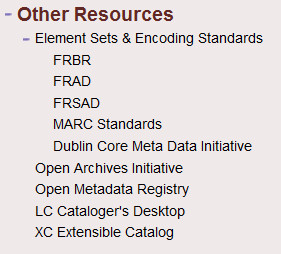 Other Resources
Element Sets & Encoding Standards
FRBR
FRAD
FRSAD
MARC Standards
Dublin Core Meta Data Initiative
Open Archives Initiative
Open Metadata Registry
LC Cataloger's Desktop
XC Extensible Catalog